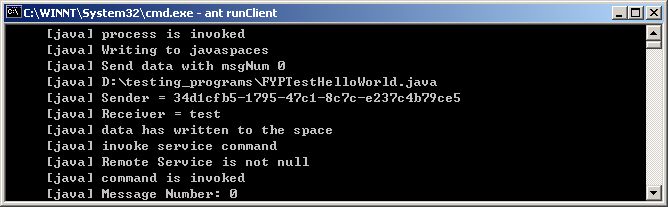 C:\WINNT\System32\cmd.exe - ant runClient
[java] process is invoked
[java] Writing to javaspaces
[java] Send data with msgNum 0
[java] D:\testing_programs\FYPTestHelloWorld.java
[java] Sender = 34d1cfb5-1795-47c1-8c7c-e237c4b79ce5
[java] Receiver = test
[java] data has written to the space
[java] invoke service command
[java] Remote Service is not null
[java] command is invoked
[java] Message Number: 0